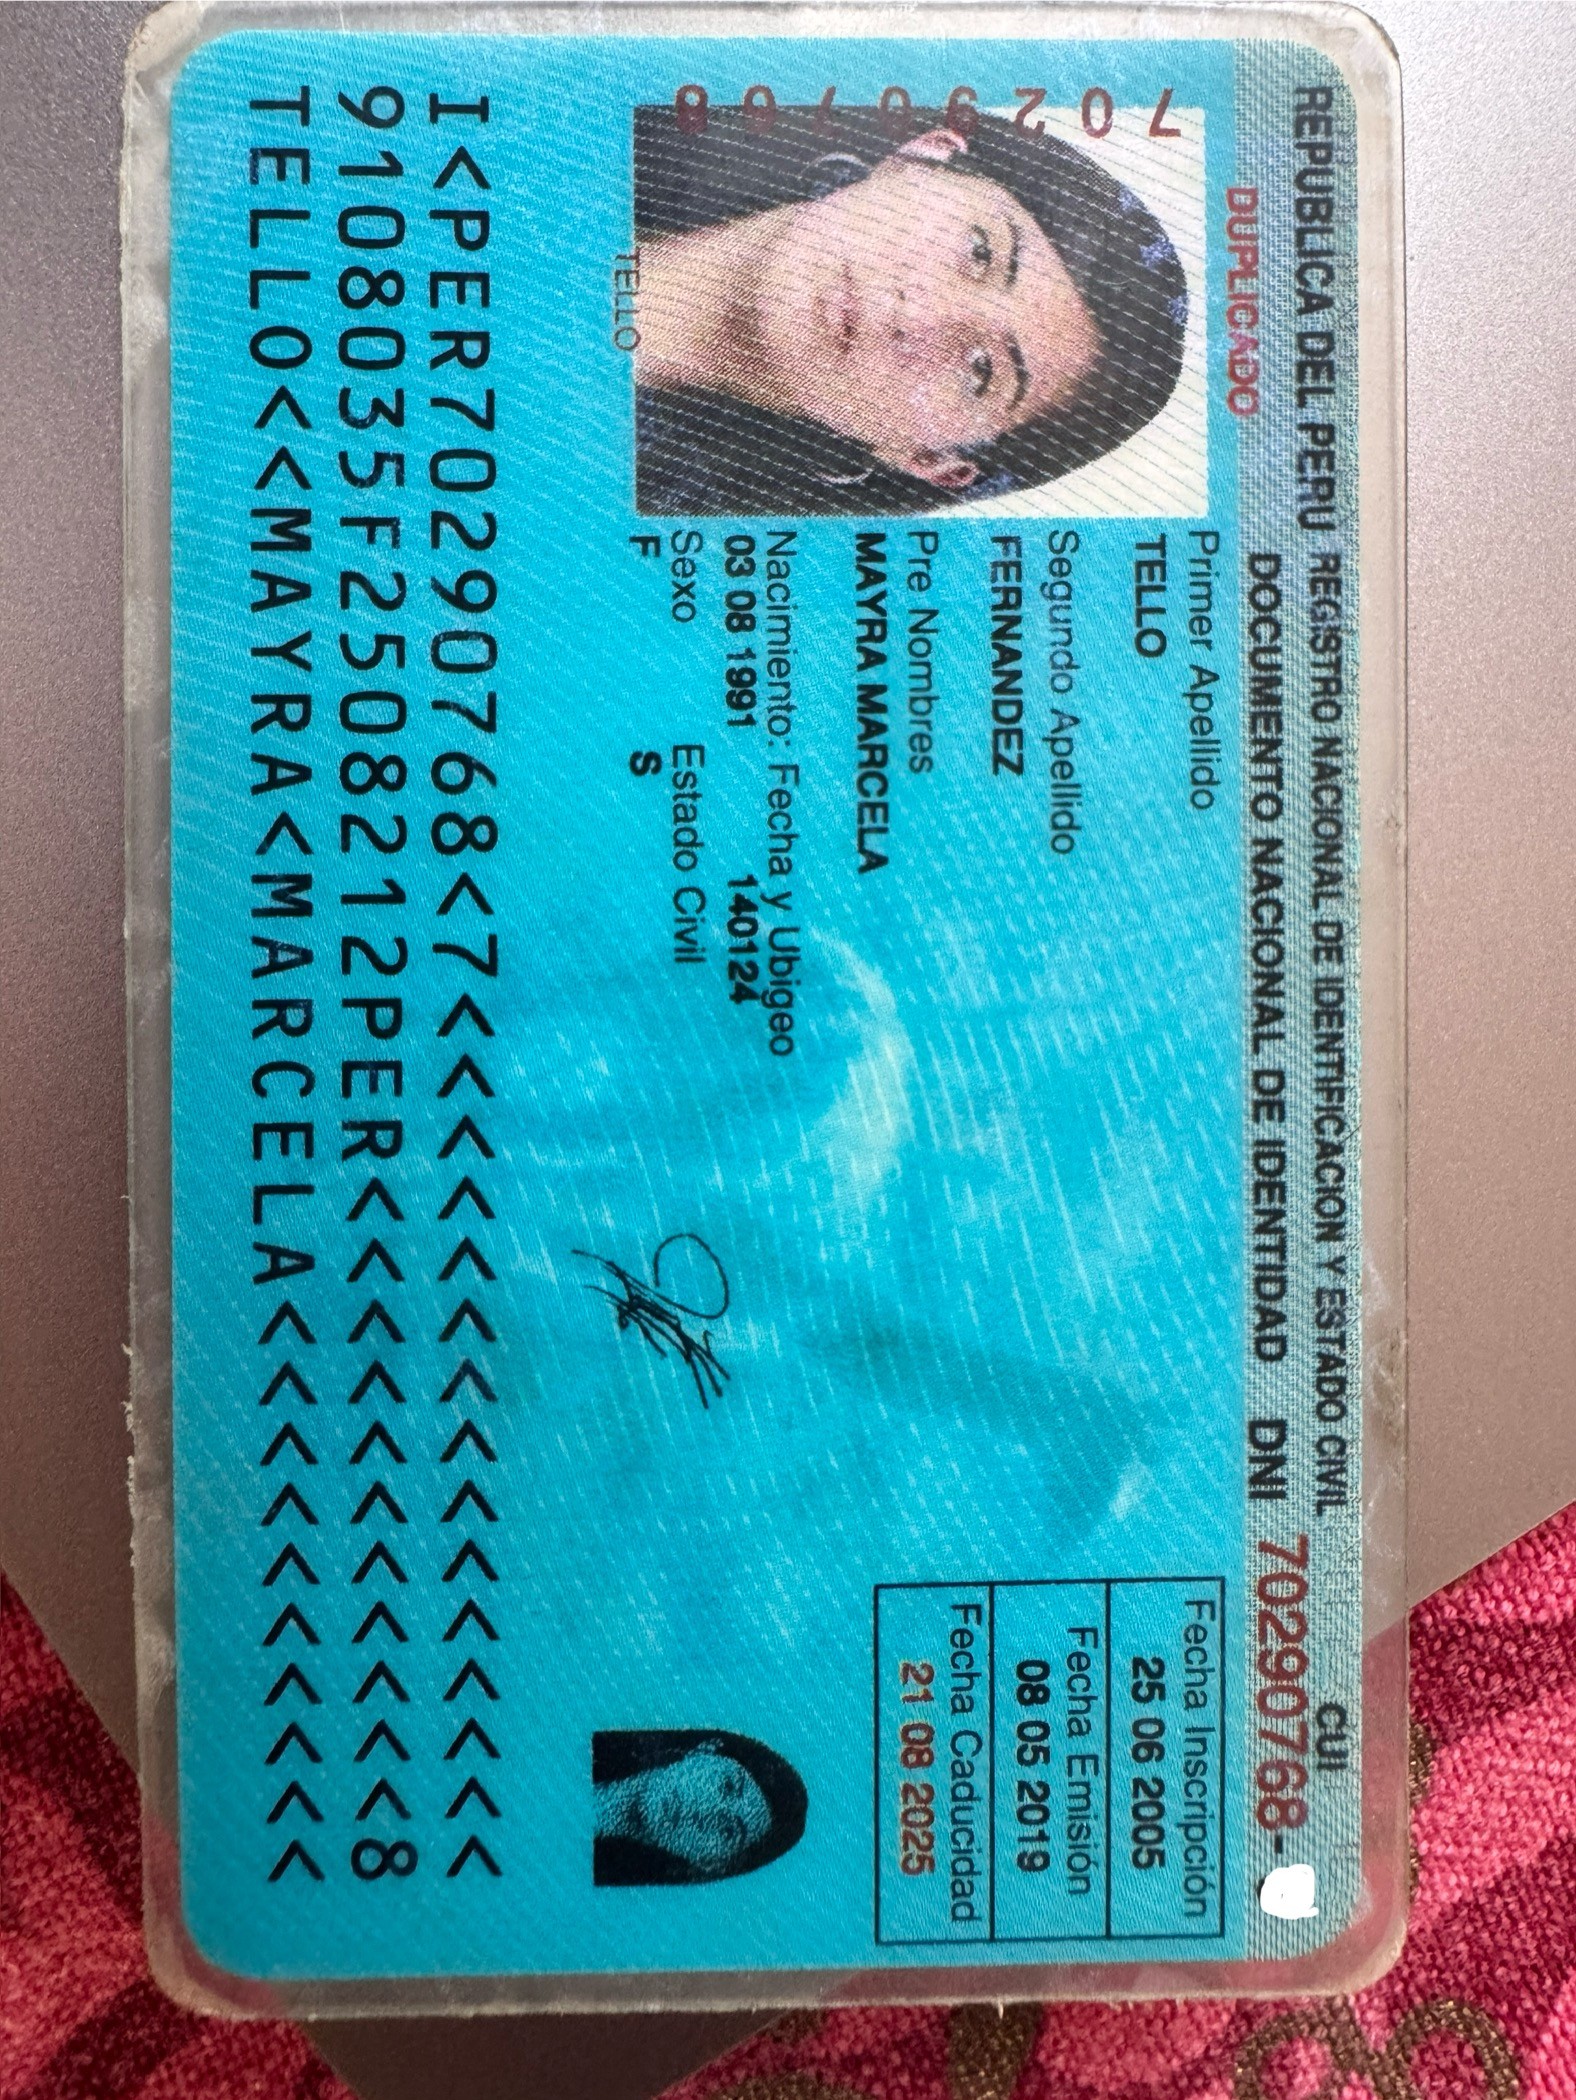 REPUBLICA DEL PERU REGISTRO NACIONAL DE IDENTIFICACION Y ESTADO CIVIL
CUI
DUPLICADO
DOCUMENTO NACIONAL DE IDENTIDAD DNI 70290768-
70290768
TELLO
Primer Apellido
TELLO
Segundo Apellido
FERNANDEZ
Pre Nombres
MAYRA MARCELA
Nacimiento: Fecha y Ubigeo
03 08 1991 140124
Sexo Estado Civil
F S
Fecha Inscripción
25 06 2005
Fecha Emisión
08 05 2019
Fecha Caducidad
21 08 2025
I<PER70290768<7<<<<<<<<<<<<<<<
9108035F2508212PER<<<<<<<<<<<8
TELLO<<MAYRA<MARCELA<<<<<<<<<<